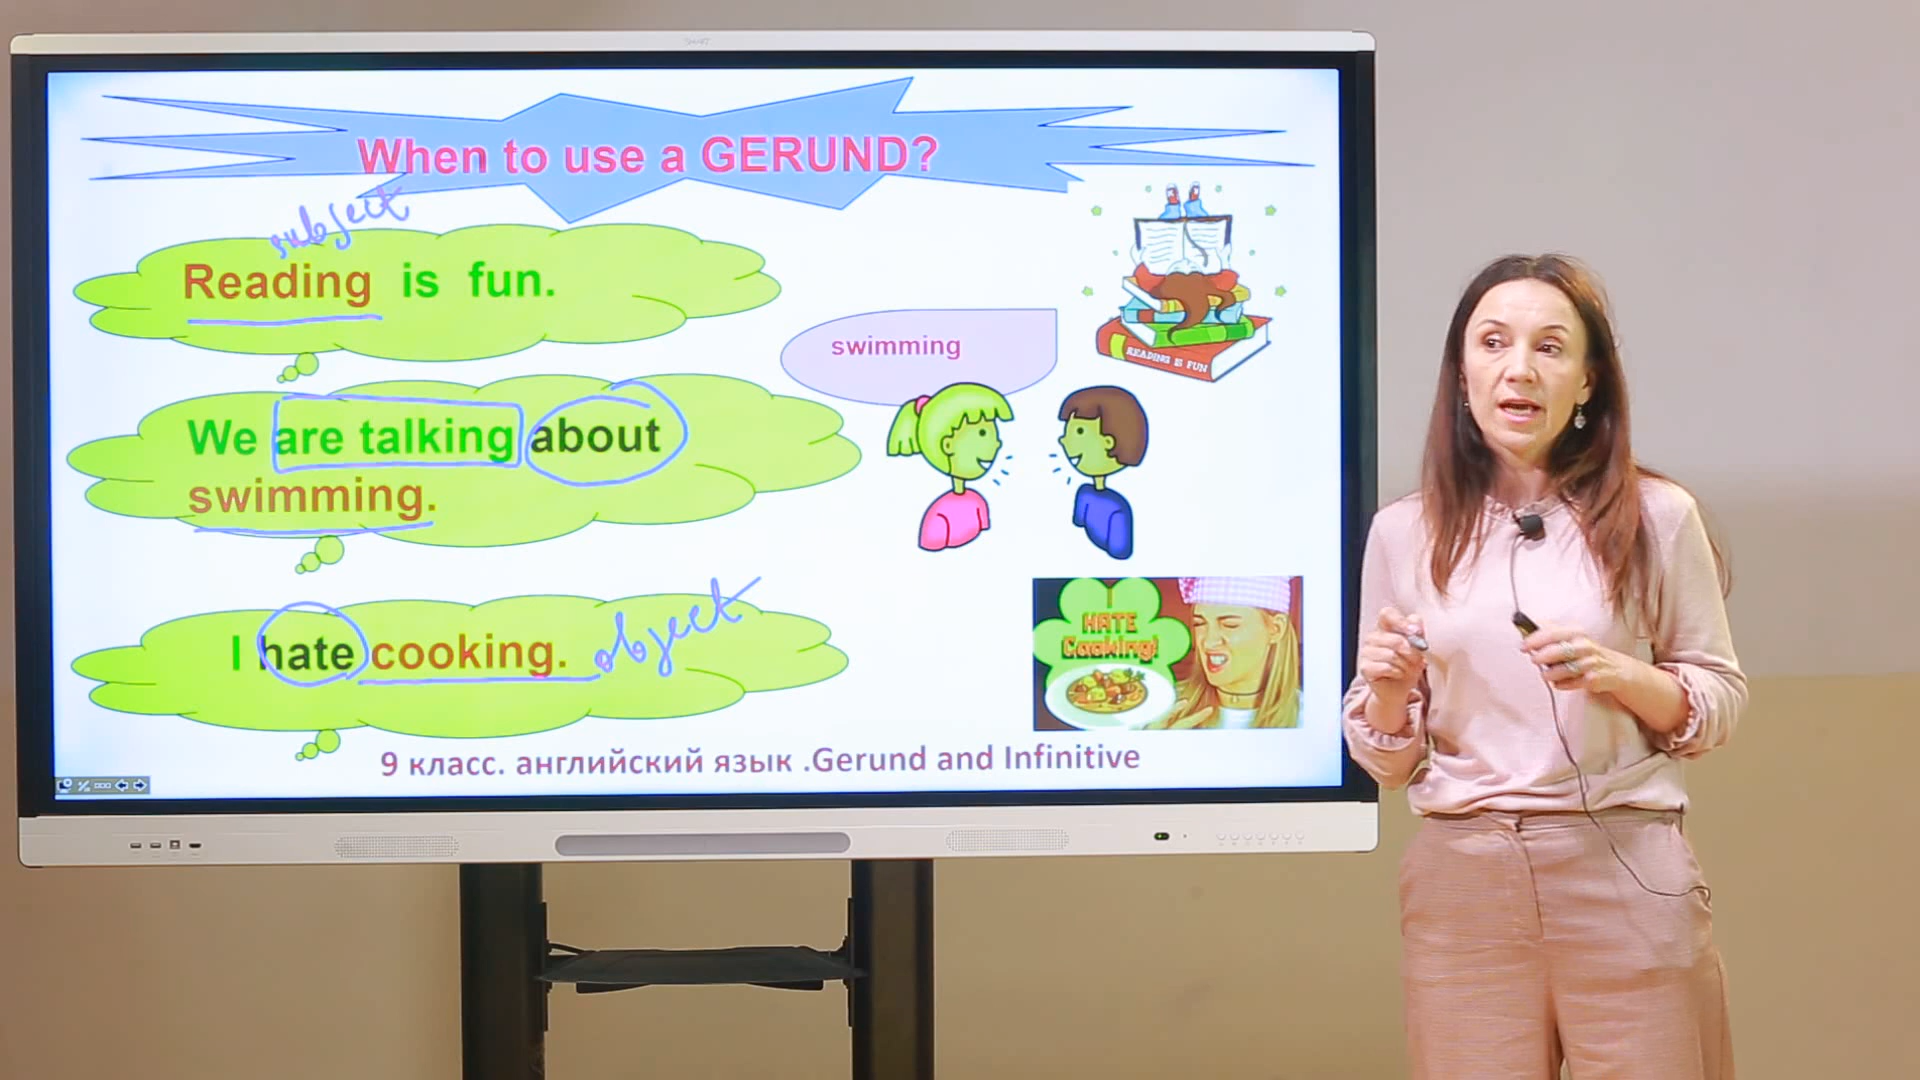 SMART
When to use a GERUND?
subject
Reading is fun.
swimming
READING IS FUN
We are talking about
swimming.
I hate cooking. object
I
HATE
Cooking!
9 класс. английский язык .Gerund and Infinitive